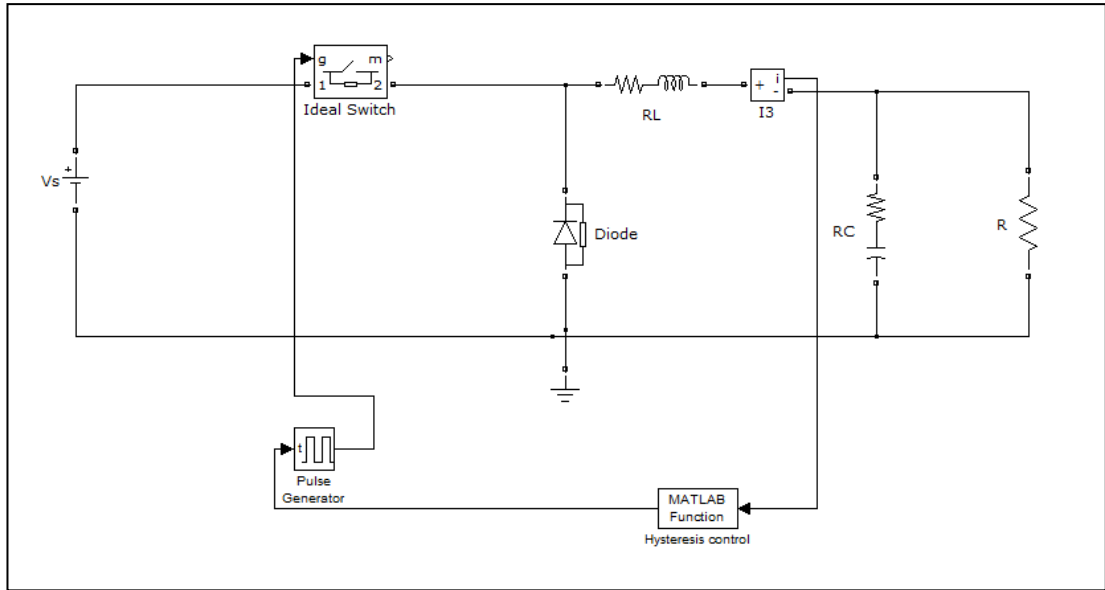 g m
1 2
Ideal Switch
Vs
+
RL
+ i
-
I3
Diode
RC
R
t
Pulse
Generator
MATLAB
Function
Hysteresis control